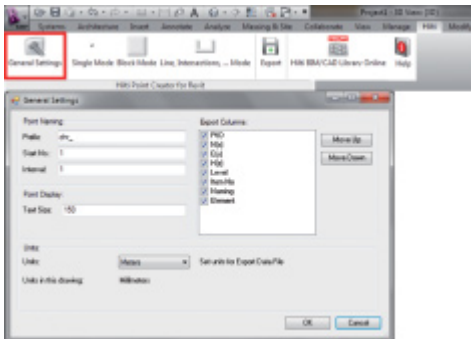 Project1 - 3D View: {3D}
Systems Architecture Insert Annotate Analyze Massing & Site Collaborate View Manage Hilti Modify
General Settings Single Mode Block Mode Line, Intersections, ... Mode Export Hilti BIM/CAD Library Online Help
Hilti Point Creator for Revit
General Settings
Point Naming:
Export Columns:
Prefix:
Start No.: 1
Interval: 1
PtID
N(y)
E(x)
H(z)
Level
Item No
Naming
Element
Move Up
Move Down
Point Display:
Text Size: 150
Units:
Units: Meters Set units for Export Data File
Units in this drawing: Millimeters
OK Cancel